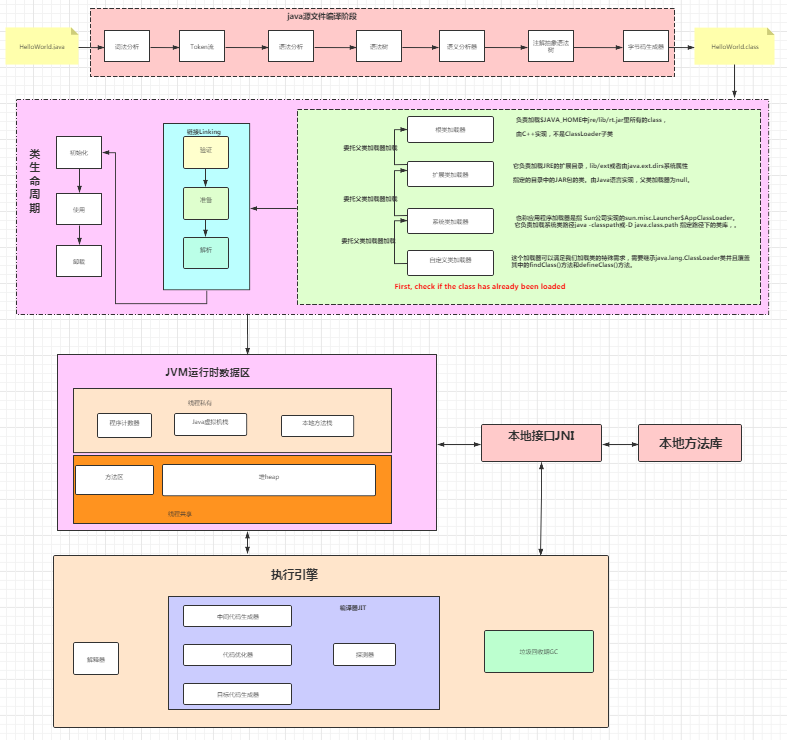 java源文件编译阶段
HelloWorld.java
词法分析
Token流
语法分析
语法树
语义分析器
注解抽象语法
树
字节码生成器
HelloWorld.class
类生命周期
初始化
使用
卸载
链接Linking
验证
准备
解析
委托父类加载器加载
委托父类加载器加载
委托父类加载器加载
根类加载器
扩展类加载器
系统类加载器
自定义类加载器
负责加载$JAVA_HOME中jre/lib/rt.jar里所有的class，
由C++实现，不是ClassLoader子类
它负责加载JRE的扩展目录，lib/ext或者由java.ext.dirs系统属性
指定的目录中的JAR包的类。由Java语言实现，父类加载器为null。
也称应用程序加载器是指 Sun公司实现的sun.misc.Launcher$AppClassLoader。
它负责加载系统类路径java -classpath或-D java.class.path 指定路径下的类库，。
这个加载器可以满足我们加载类的特殊需求，需要继承java.lang.ClassLoader类并且覆盖
其中的findClass()方法和defineClass()方法。
First, check if the class has already been loaded
JVM运行时数据区
线程私有
程序计数器
Java虚拟机栈
本地方法栈
方法区
堆heap
线程共享
本地接口JNI
本地方法库
执行引擎
解释器
编译器JIT
中间代码生成器
代码优化器
目标代码生成器
探测器
垃圾回收期GC